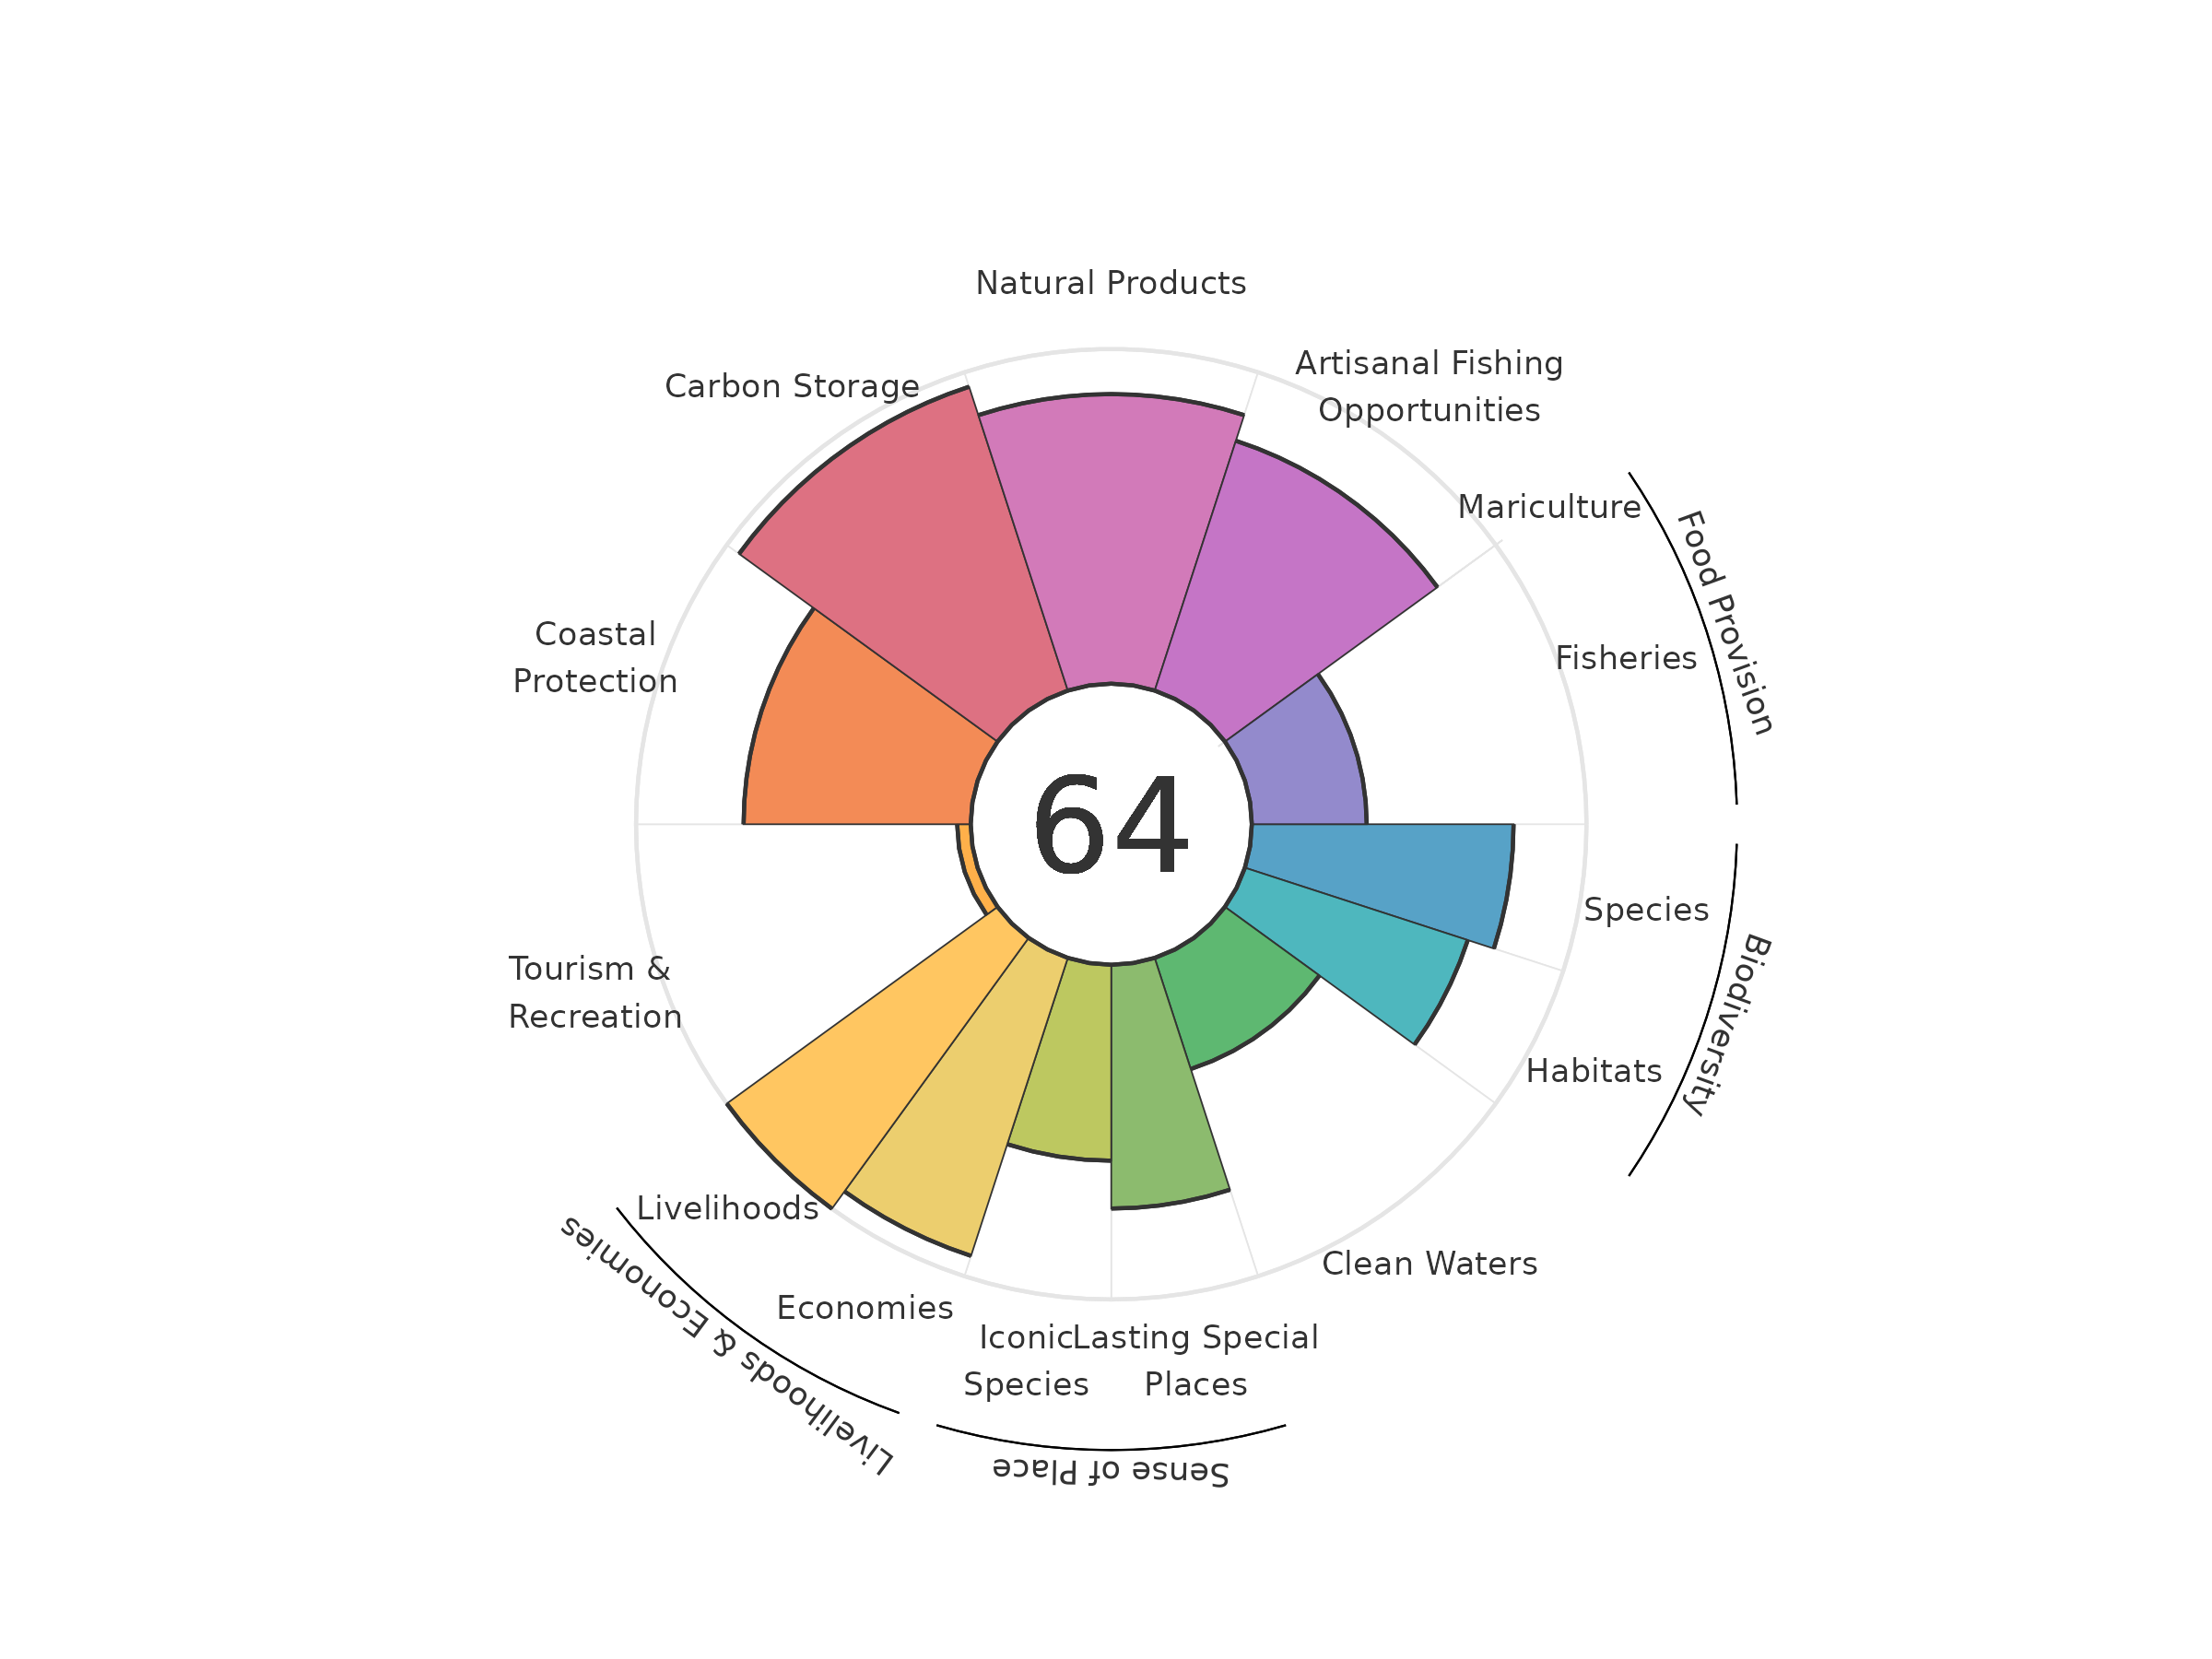 Natural Products
Artisanal Fishing
Opportunities
Carbon Storage
Mariculture
Food Provision
Coastal
Protection
Fisheries
64
Species
Biodiversity
Tourism &
Recreation
Habitats
Livelihoods
Clean Waters
Livelihoods & Economies
Economies
Iconic
Species
Lasting Special
Places
Sense of Place